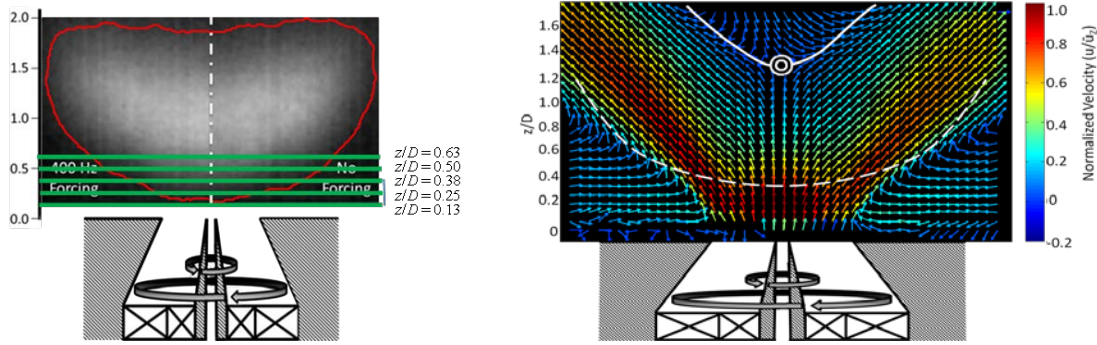 2.0
1.5
1.0
0.5
0.0
400 Hz
Forcing
No
Forcing
z/D = 0.63
z/D = 0.50
z/D = 0.38
z/D = 0.25
z/D = 0.13
z/D
1.6
1.4
1.2
1.0
0.8
0.6
0.4
0.2
0
1.0
0.8
0.6
0.4
0.2
0
-0.2
Normalized Velocity (u/ūz)